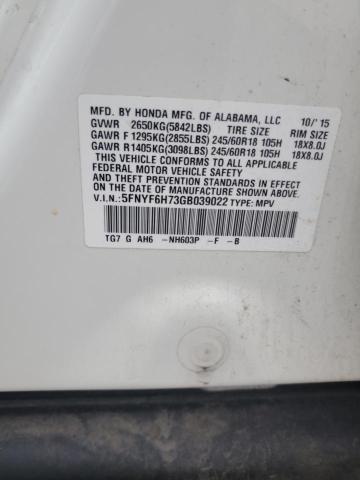 MFD. BY HONDA MFG. OF ALABAMA, LLC 10/'15
GVWR 2650KG(5842LBS) TIRE SIZE RIM SIZE
GAWR F 1295KG(2855LBS) 245/60R18 105H 18X8.0J
GAWR R1405KG(3098LBS) 245/60R18 105H 18X8.0J
THIS VEHICLE CONFORMS TO ALL APPLICABLE
FEDERAL MOTOR VEHICLE SAFETY AND THEFT
PREVENTION STANDARDS IN EFFECT ON THE DATE
OF MANUFACTURE SHOWN ABOVE.
V.I.N.:5FNYF6H73GB039022 TYPE: MPV
TG7 G AH6 -NH603P -F -B